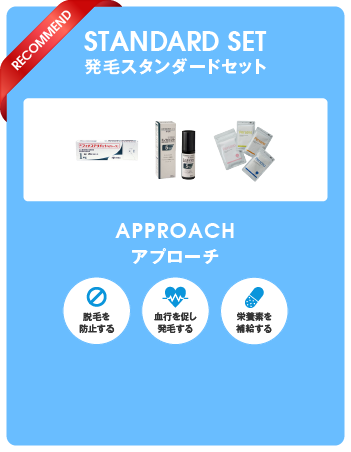 RECOMMEND
STANDARD SET
発毛スタンダードセット
APPROACH
アプローチ
脱毛を
防止する
血行を促し
発毛する
栄養素を
補給する